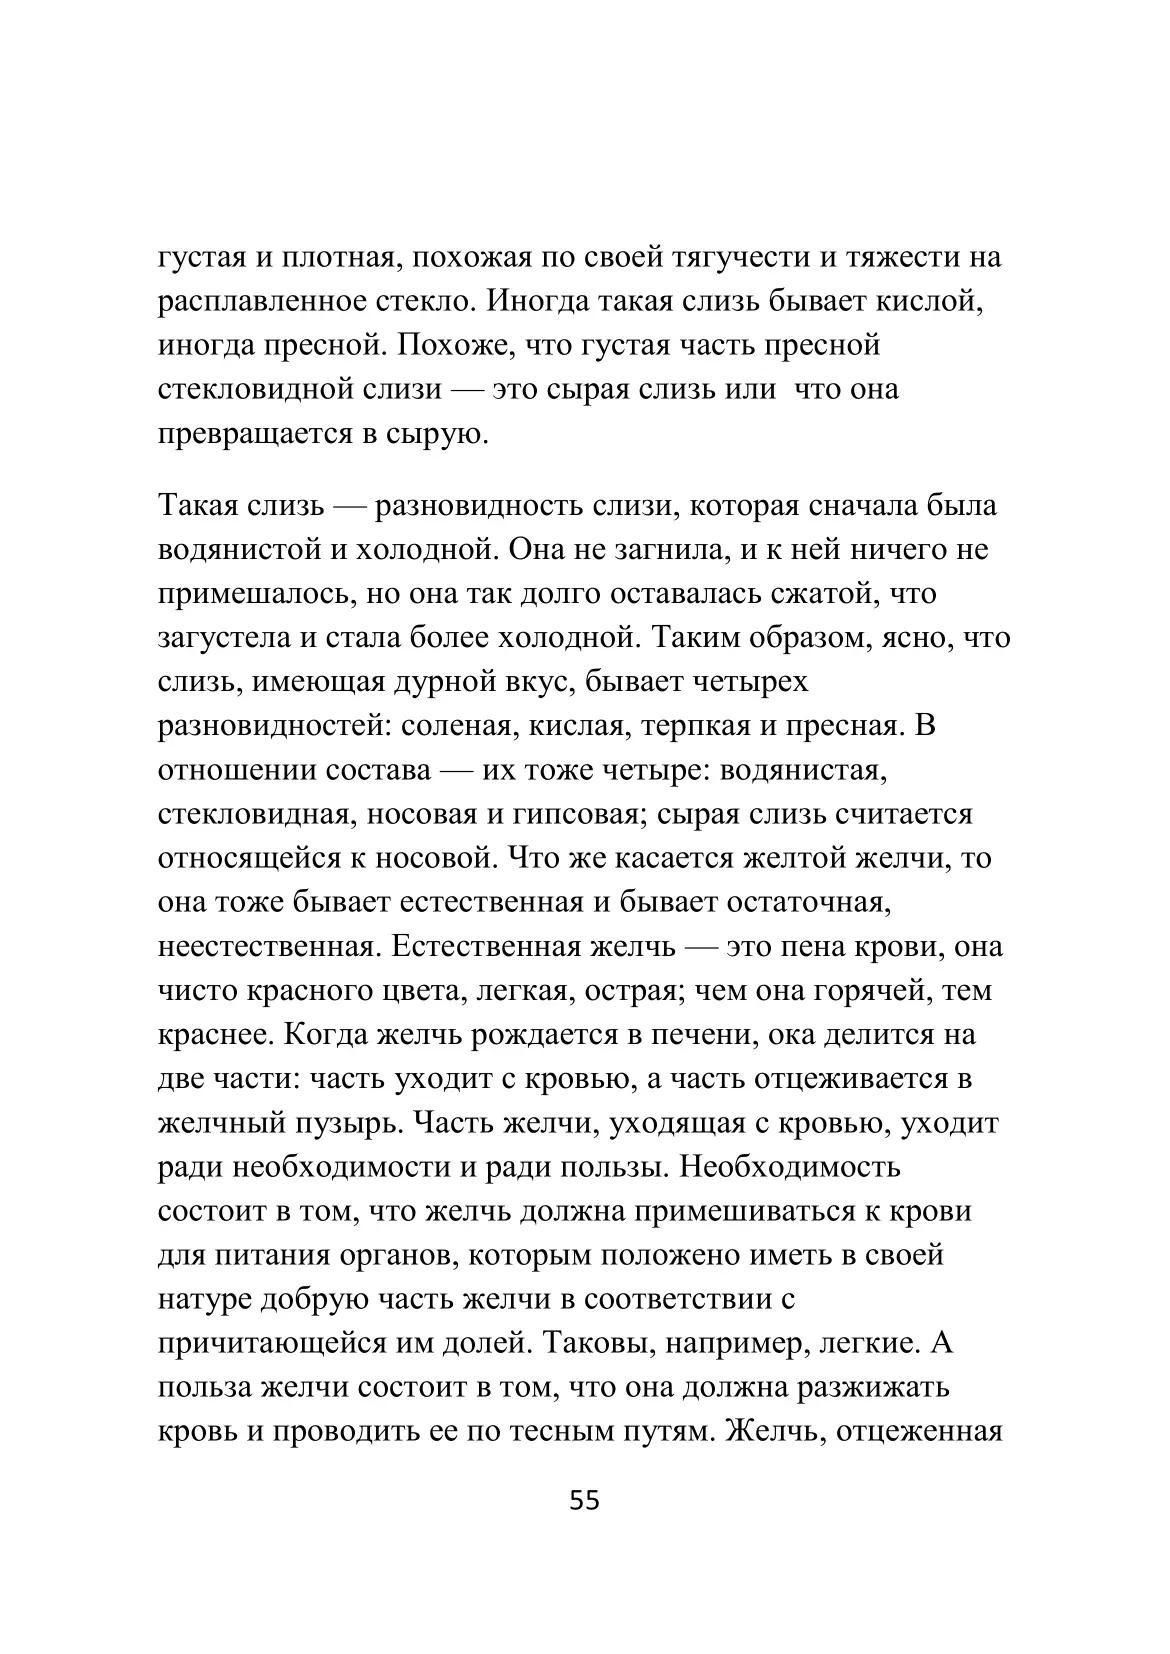 густая и плотная, похожая по своей тягучести и тяжести на
расплавленное стекло. Иногда такая слизь бывает кислой,
иногда пресной. Похоже, что густая часть пресной
стекловидной слизи — это сырая слизь или  что она
превращается в сырую.
Такая слизь — разновидность слизи, которая сначала была
водянистой и холодной. Она не загнила, и к ней ничего не
примешалось, но она так долго оставалась сжатой, что
загустела и стала более холодной. Таким образом, ясно, что
слизь, имеющая дурной вкус, бывает четырех
разновидностей: соленая, кислая, терпкая и пресная. В
отношении состава — их тоже четыре: водянистая,
стекловидная, носовая и гипсовая; сырая слизь считается
относящейся к носовой. Что же касается желтой желчи, то
она тоже бывает естественная и бывает остаточная,
неестественная. Естественная желчь — это пена крови, она
чисто красного цвета, легкая, острая; чем она горячей, тем
краснее. Когда желчь рождается в печени, ока делится на
две части: часть уходит с кровью, а часть отцеживается в
желчный пузырь. Часть желчи, уходящая с кровью, уходит
ради необходимости и ради пользы. Необходимость
состоит в том, что желчь должна примешиваться к крови
для питания органов, которым положено иметь в своей
натуре добрую часть желчи в соответствии с
причитающейся им долей. Таковы, например, легкие. А
польза желчи состоит в том, что она должна разжижать
кровь и проводить ее по тесным путям. Желчь, отцеженная
55